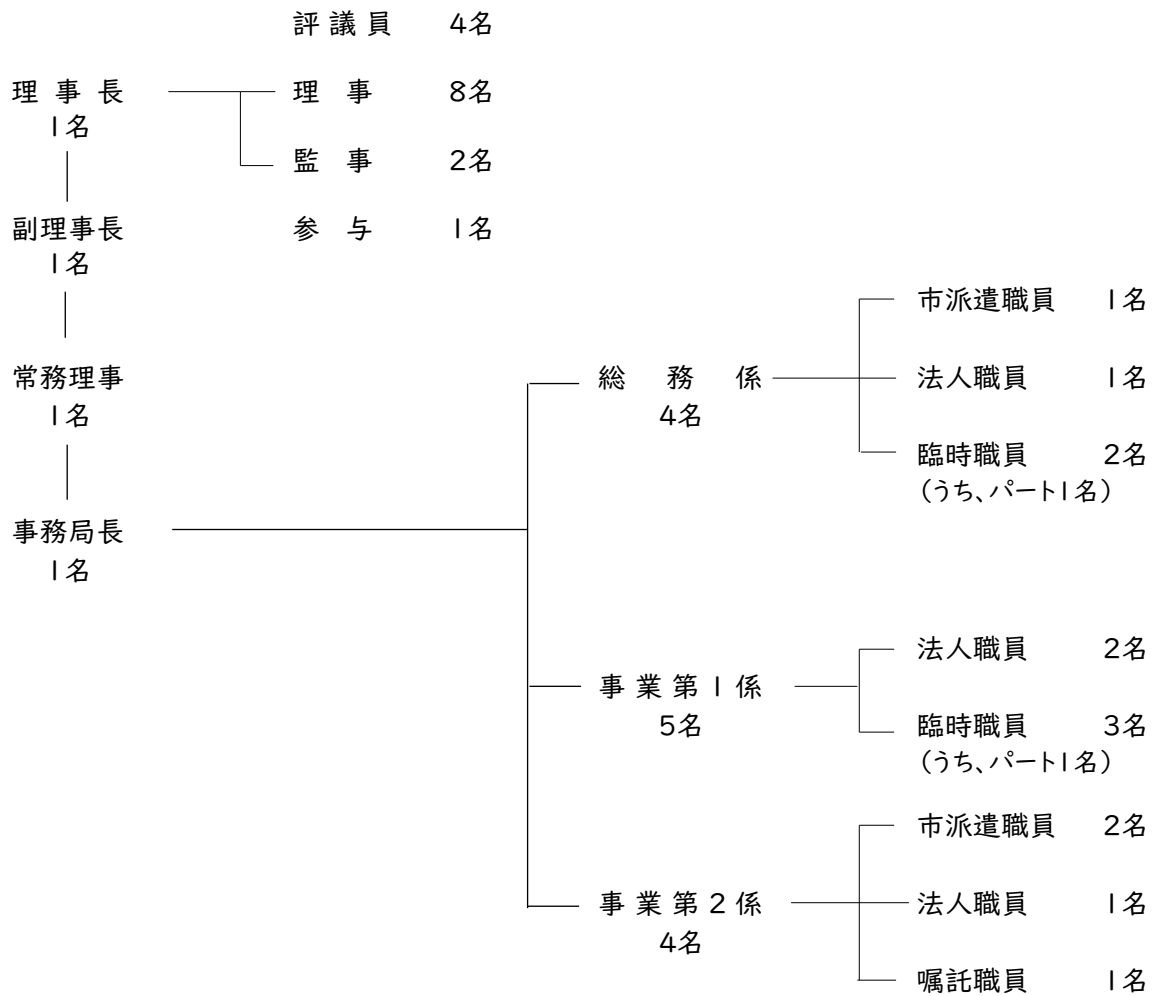 評議員 4名
理事長 理事 8名
1名
監事 2名
副理事長 参与 1名
1名
市派遣職員 1名
常務理事 総務係 法人職員 1名
1名 4名
臨時職員 2名
(うち、パート1名)
事務局長
1名
法人職員 2名
事業第1係
5名
臨時職員 3名
(うち、パート1名)
市派遣職員 2名
事業第2係 法人職員 1名
4名
嘱託職員 1名